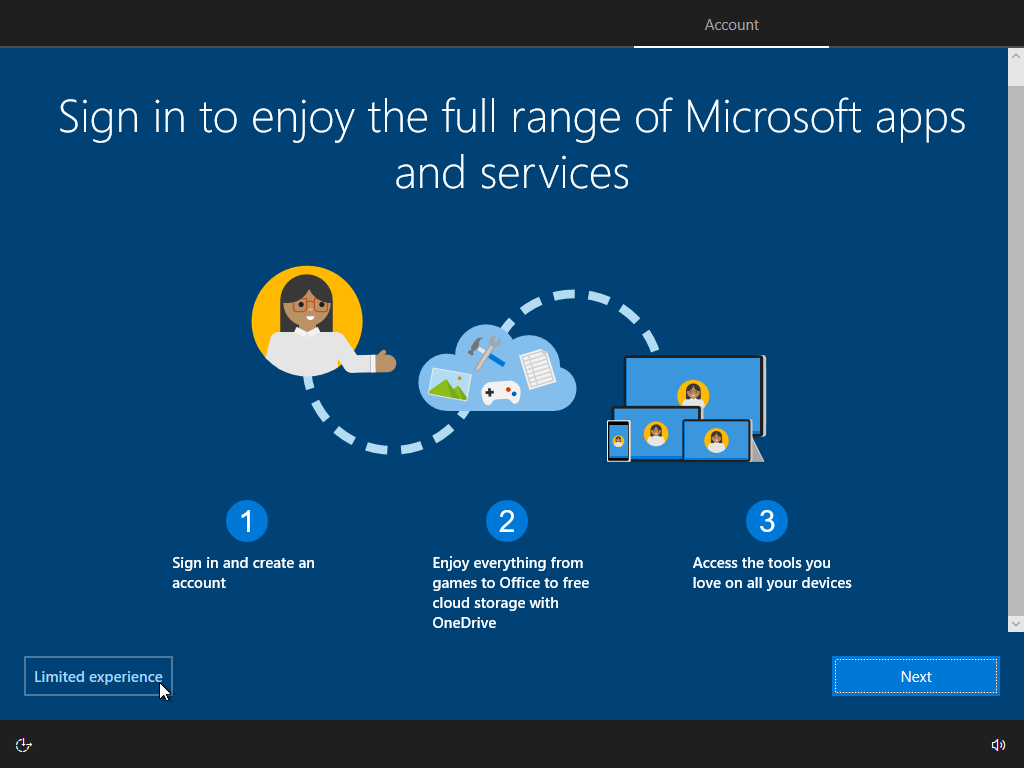 Account
Sign in to enjoy the full range of Microsoft apps
and services
1
Sign in and create an
account
2
Enjoy everything from
games to Office to free
cloud storage with
OneDrive
3
Access the tools you
love on all your devices
Limited experience
Next